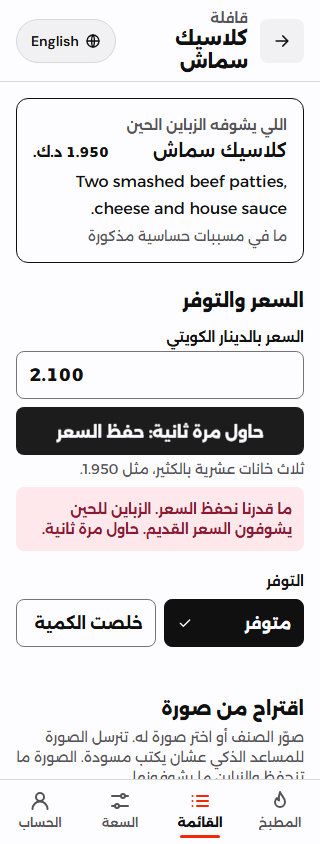 قافلة
كلاسيك
سماش
English
اللي يشوفه الزباين الحين
كلاسيك سماش
1.950 د.ك.
Two smashed beef patties,
cheese and house sauce.
ما في مسببات حساسية مذكورة
السعر والتوفر
السعر بالدينار الكويتي
2.100
حاول مرة ثانية: حفظ السعر
ثلاث خانات عشرية بالكثير، مثل 1.950.
ما قدرنا نحفظ السعر. الزباين للحين
يشوفون السعر القديم. حاول مرة ثانية.
التوفر
متوفر
خلصت الكمية
اقتراح من صورة
صوّر الصنف أو اختر صورة له. تنرسل الصورة
للمساعد الذكي عشان يكتب مسودة. الصورة ما
تنحفظ والزباين ما يشوفونها.
المطبخ
القائمة
السعة
الحساب